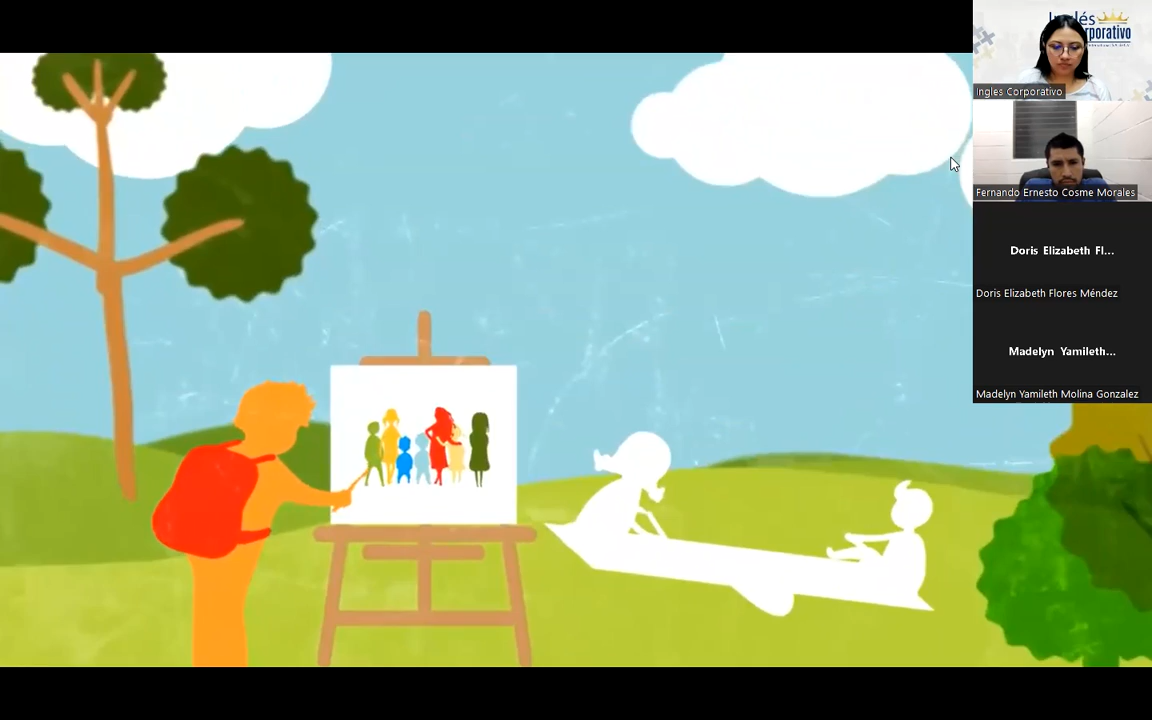 Inglés
Corporativo
Ingles Corporativo
Fernando Ernesto Cosme Morales
Doris Elizabeth Fl...
Doris Elizabeth Flores Méndez
Madelyn Yamileth...
Madelyn Yamileth Molina Gonzalez